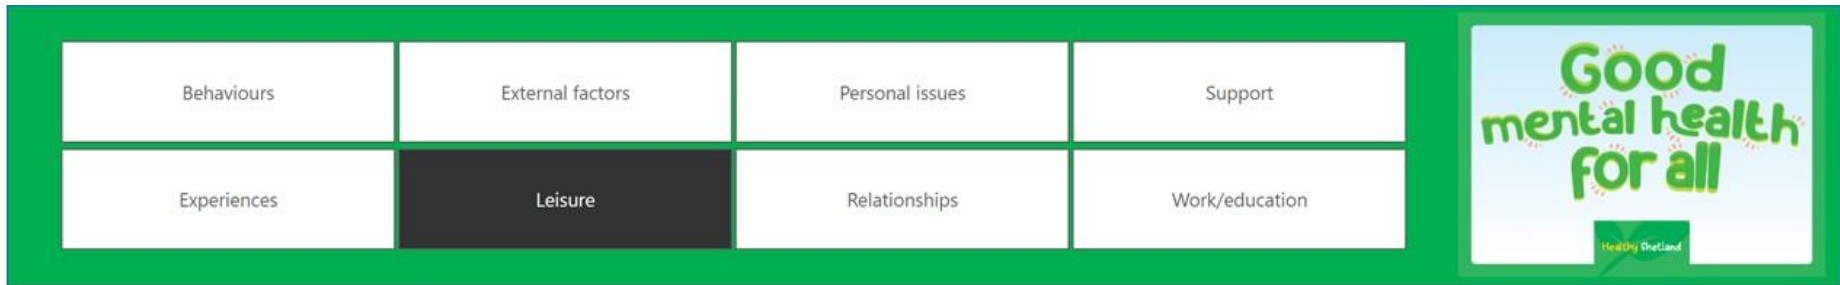 Behaviours
External factors
Personal issues
Support
Experiences
Leisure
Relationships
Work/education
Good
mental health
for all
Healthy Shetland